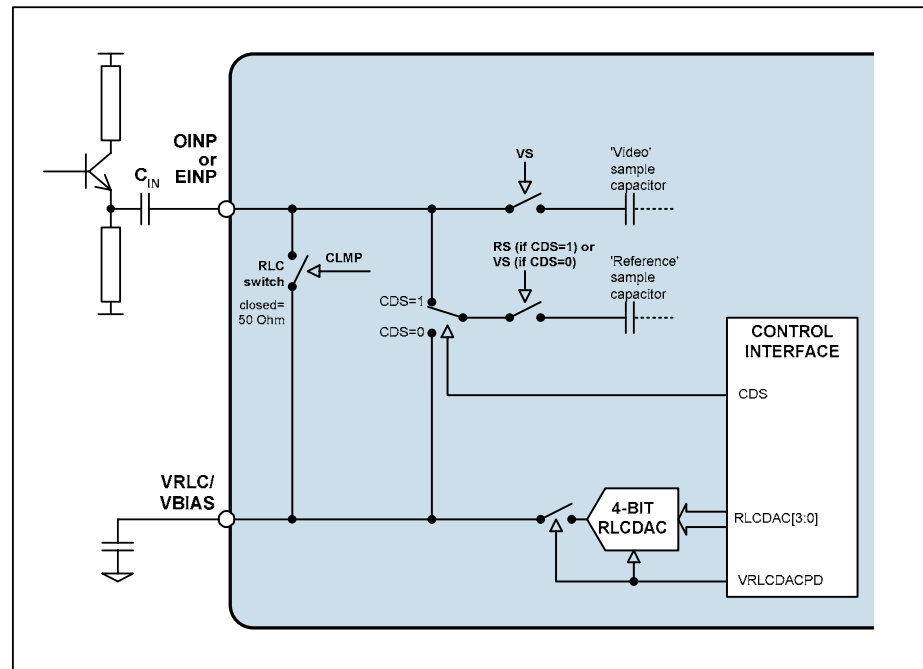 OINP
or
EINP
C_IN
VS
'Video'
sample
capacitor
RS (if CDS=1) or
VS (if CDS=0)
'Reference'
sample
capacitor
RLC
switch
CLMP
closed=
50 Ohm
CDS=1
CDS=0
CONTROL
INTERFACE
CDS
VRLC/
VBIAS
4-BIT
RLCDAC
RLCDAC[3:0]
VRLCDACPD